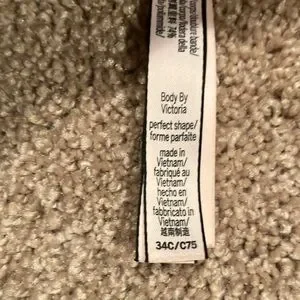 Body By
Victoria
perfect shape/
forme parfaite
made in
Vietnam/
fabriqué au
Vietnam/
hecho en
Vietnam/
fabbricato in
Vietnam/
越南制造
34C/C75